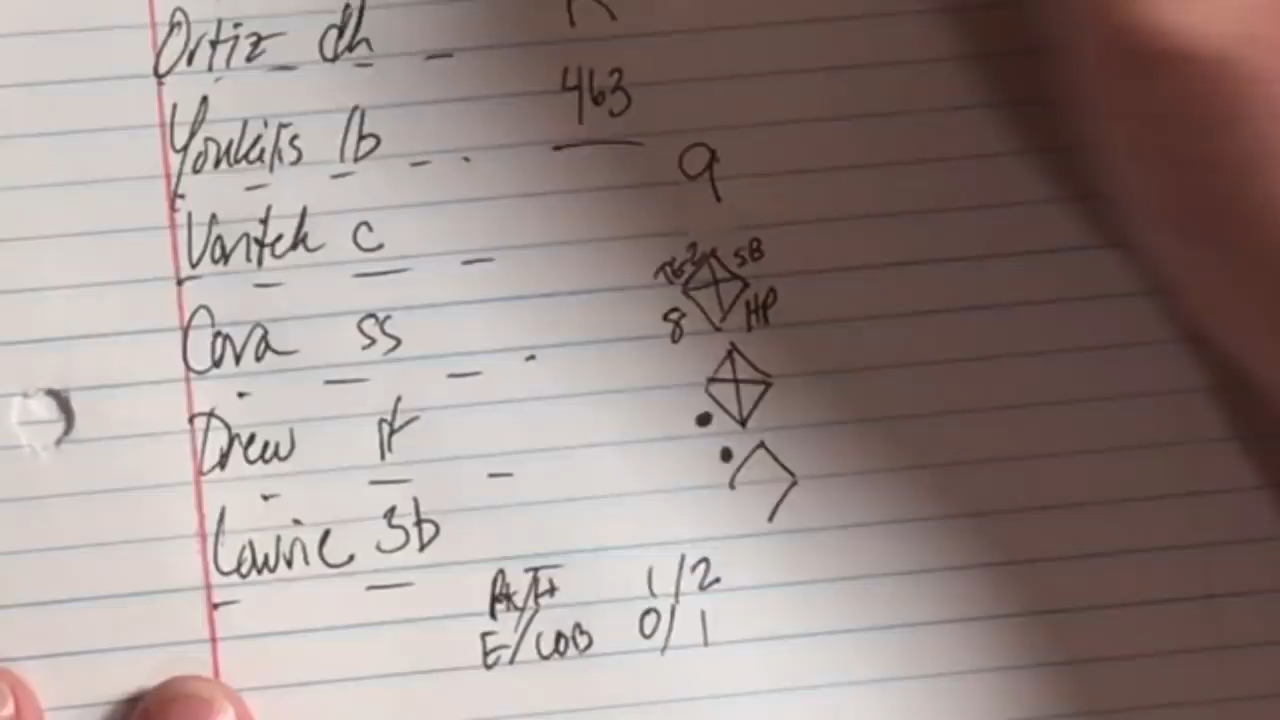 Ortiz dh K
Youkilis 1b 463
9
Varitek c
SB
8 HP
Cora ss
Drew rf
Lowrie 3b
R/H 1/2
E/LOB 0/1